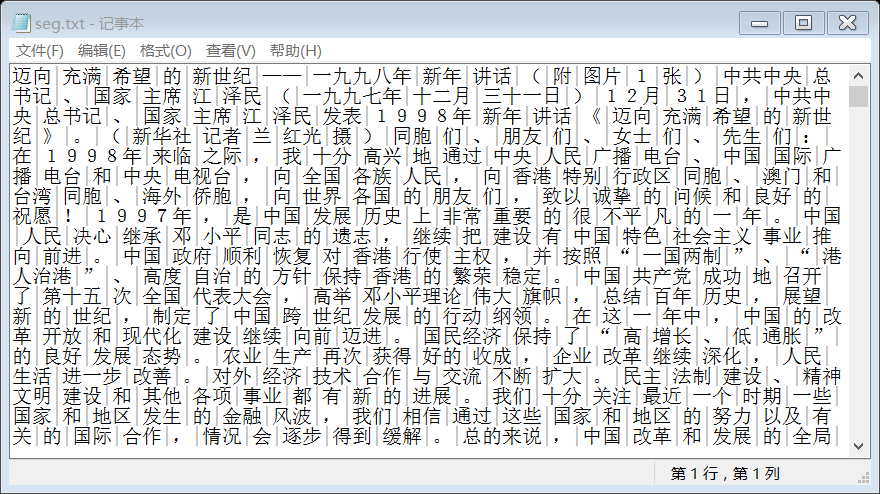 seg.txt - 记事本
文件(F) 编辑(E) 格式(O) 查看(V) 帮助(H)
迈向|充满|希望|的|新世纪|——|一九九八年|新年|讲话|（|附|图片|１|张|）|中共中央|总
书记|、|国家|主席|江|泽民|（|一九九七年|十二月|三十一日|）|１２月|３１日|，|中共中
央|总书记|、|国家|主席|江|泽民|发表|１９９８年|新年|讲话|《|迈向|充满|希望|的|新世
纪|》|。|（|新华社|记者|兰|红光|摄|）|同胞|们|、|朋友|们|、|女士|们|、|先生|们|：
在|１９９８年|来临|之际|，|我|十分|高兴|地|通过|中央|人民|广播|电台|、|中国|国际|广
播|电台|和|中央|电视台|，|向|全国|各族|人民|，|向|香港|特别|行政区|同胞|、|澳门|和
台湾|同胞|、|海外|侨胞|，|向|世界|各国|的|朋友|们|，|致以|诚挚|的|问候|和|良好|的
祝愿|！|１９９７年|，|是|中国|发展|历史|上|非常|重要|的|很|不平|凡|的|一年|。|中国
|人民|决心|继承|邓|小平|同志|的|遗志|，|继续|把|建设|有|中国|特色|社会主义|事业|推
向|前进|。|中国|政府|顺利|恢复|对|香港|行使|主权|，|并|按照|“|一国两制|”|、|“|港
人治港|”|、|高度|自治|的|方针|保持|香港|的|繁荣|稳定|。|中国|共产党|成功|地|召开
了|第十五|次|全国|代表大会|，|高举|邓小平理论|伟大|旗帜|，|总结|百年|历史|，|展望
新|的|世纪|，|制定|了|中国|跨|世纪|发展|的|行动|纲领|。|在|这|一|年中|，|中国|的|改
革|开放|和|现代化|建设|继续|向前|迈进|。|国民经济|保持|了|“|高|增长|、|低|通胀|”
的|良好|发展|态势|。|农业|生产|再次|获得|好的|收成|，|企业|改革|继续|深化|，|人民
生活|进一步|改善|。|对外|经济|技术|合作|与|交流|不断|扩大|。|民主|法制|建设|、|精神
文明|建设|和|其他|各项|事业|都|有|新|的|进展|。|我们|十分|关注|最近|一个|时期|一些
国家|和|地区|发生|的|金融|风波|，|我们|相信|通过|这些|国家|和|地区|的|努力|以及|有
关|的|国际|合作|，|情况|会|逐步|得到|缓解|。|总的来说|，|中国|改革|和|发展|的|全局
第 1 行，第 1 列